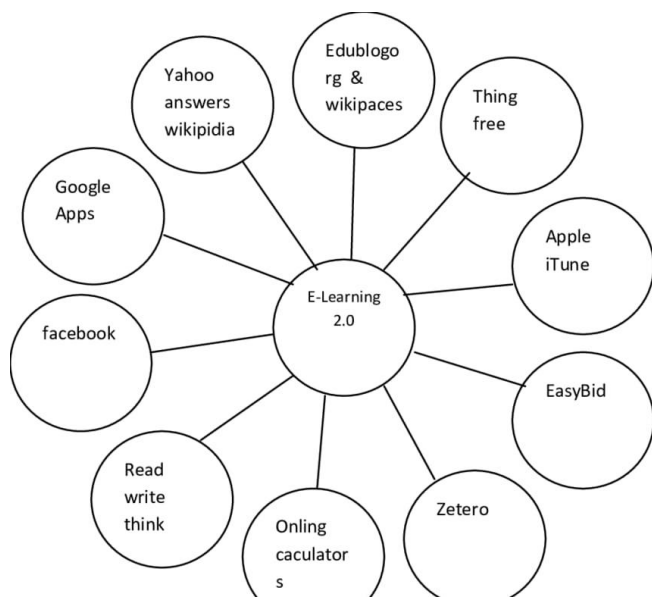 Edublogo
rg &
wikipaces
Yahoo
answers
wikipidia
Thing
free
Google
Apps
Apple
iTune
E-Learning
2.0
facebook
EasyBid
Read
write
think
Zetero
Onling
caculator
s